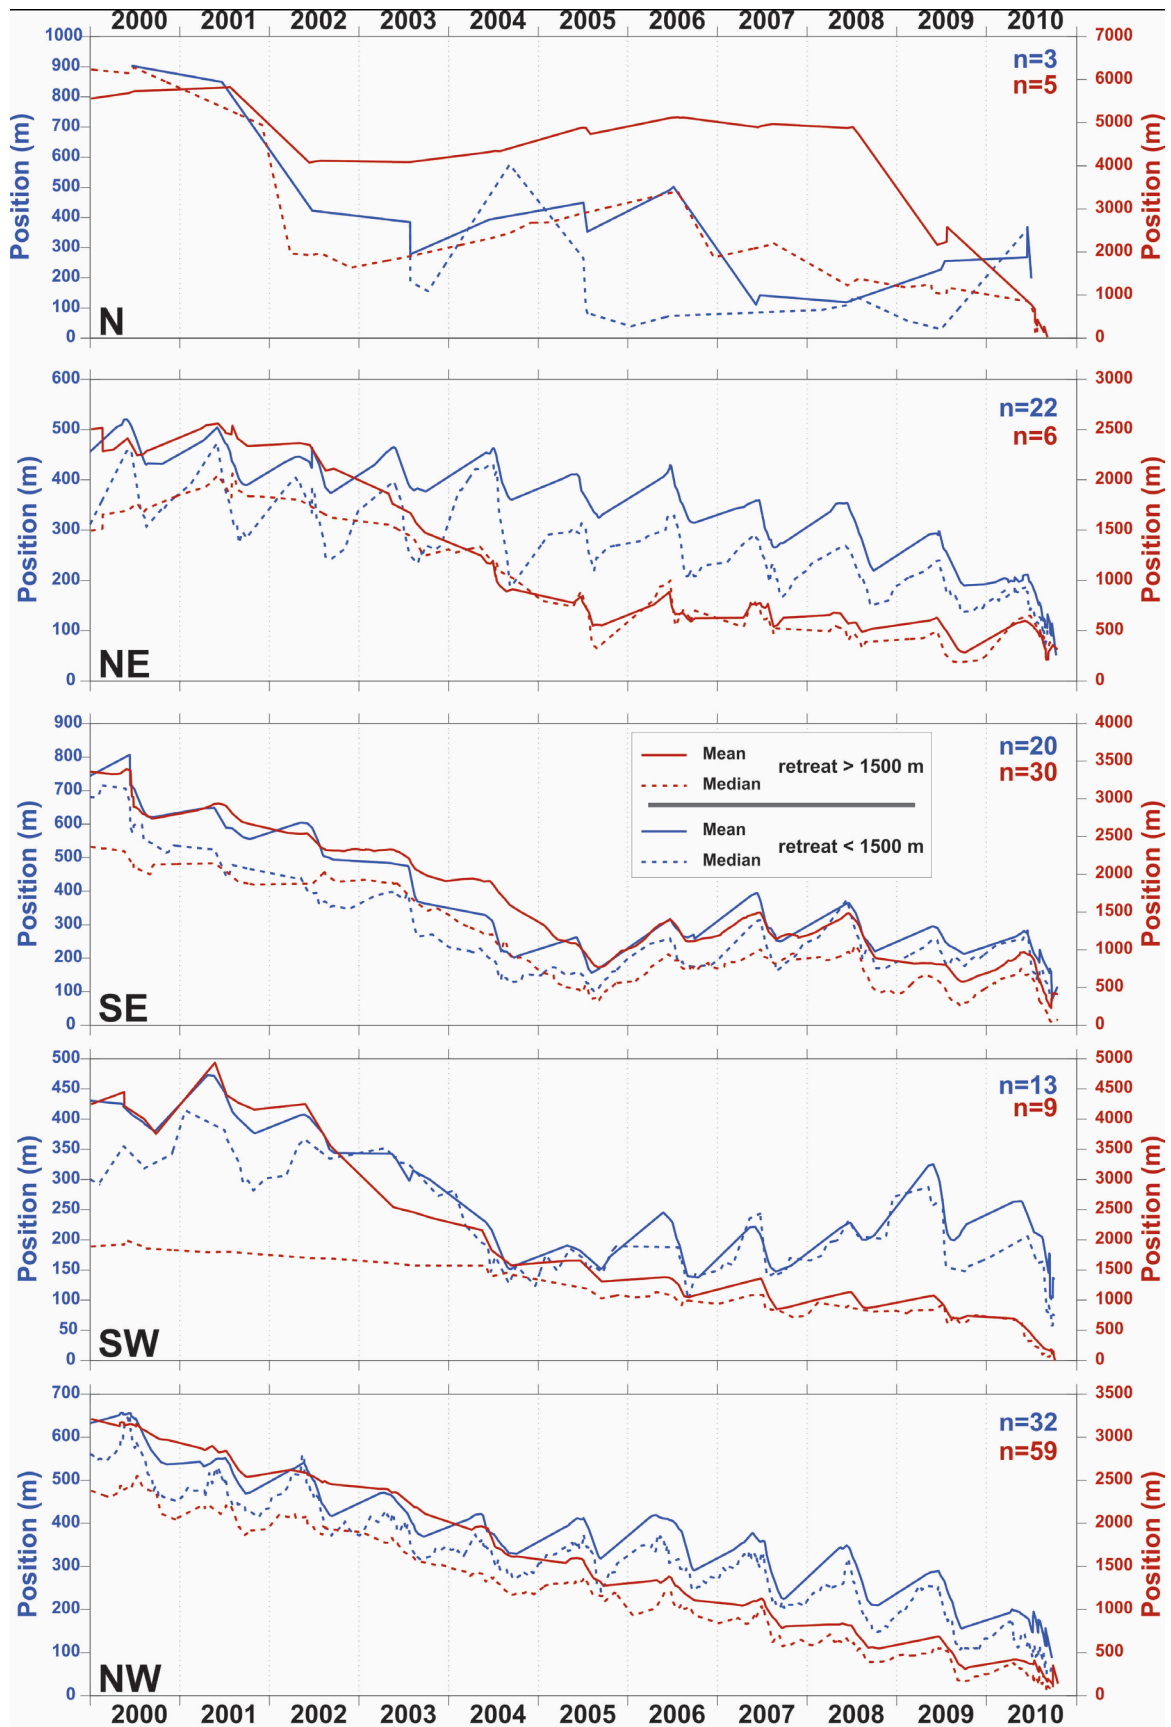 2000 2001 2002 2003 2004 2005 2006 2007 2008 2009 2010
1000 7000
900 6000
800 5000
700 4000
600 3000
500 2000
400 1000
300 0
200
100
0
Position (m)
Position (m)
n=3
n=5
N
600 3000
500 2500
400 2000
300 1500
200 1000
100 500
0 0
Position (m)
Position (m)
n=22
n=6
NE
900 4000
800 3500
700 3000
600 2500
500 2000
400 1500
300 1000
200 500
100 0
0
Position (m)
Position (m)
n=20
n=30
Mean
Median
retreat > 1500 m
Mean
Median
retreat < 1500 m
SE
500 5000
450 4500
400 4000
350 3500
300 3000
250 2500
200 2000
150 1500
100 1000
50 500
0 0
Position (m)
Position (m)
n=13
n=9
SW
700 3500
600 3000
500 2500
400 2000
300 1500
200 1000
100 500
0 0
Position (m)
Position (m)
n=32
n=59
NW
2000 2001 2002 2003 2004 2005 2006 2007 2008 2009 2010